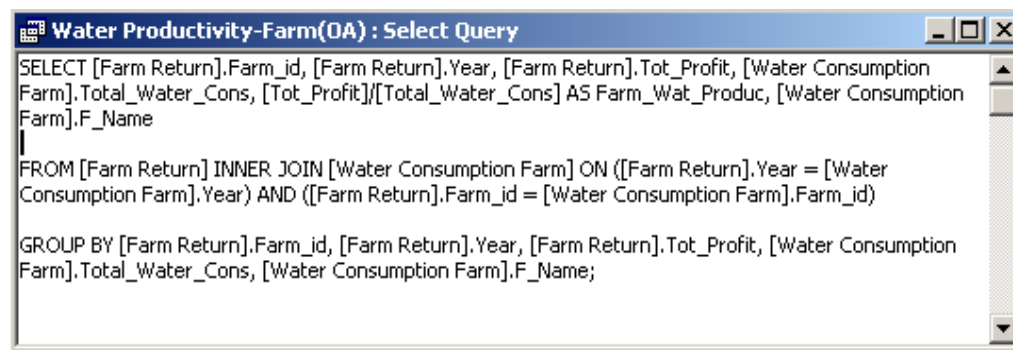 Water Productivity-Farm(OA) : Select Query
SELECT [Farm Return].Farm_id, [Farm Return].Year, [Farm Return].Tot_Profit, [Water Consumption
Farm].Total_Water_Cons, [Tot_Profit]/[Total_Water_Cons] AS Farm_Wat_Produc, [Water Consumption
Farm].F_Name
FROM [Farm Return] INNER JOIN [Water Consumption Farm] ON ([Farm Return].Year = [Water
Consumption Farm].Year) AND ([Farm Return].Farm_id = [Water Consumption Farm].Farm_id)
GROUP BY [Farm Return].Farm_id, [Farm Return].Year, [Farm Return].Tot_Profit, [Water Consumption
Farm].Total_Water_Cons, [Water Consumption Farm].F_Name;